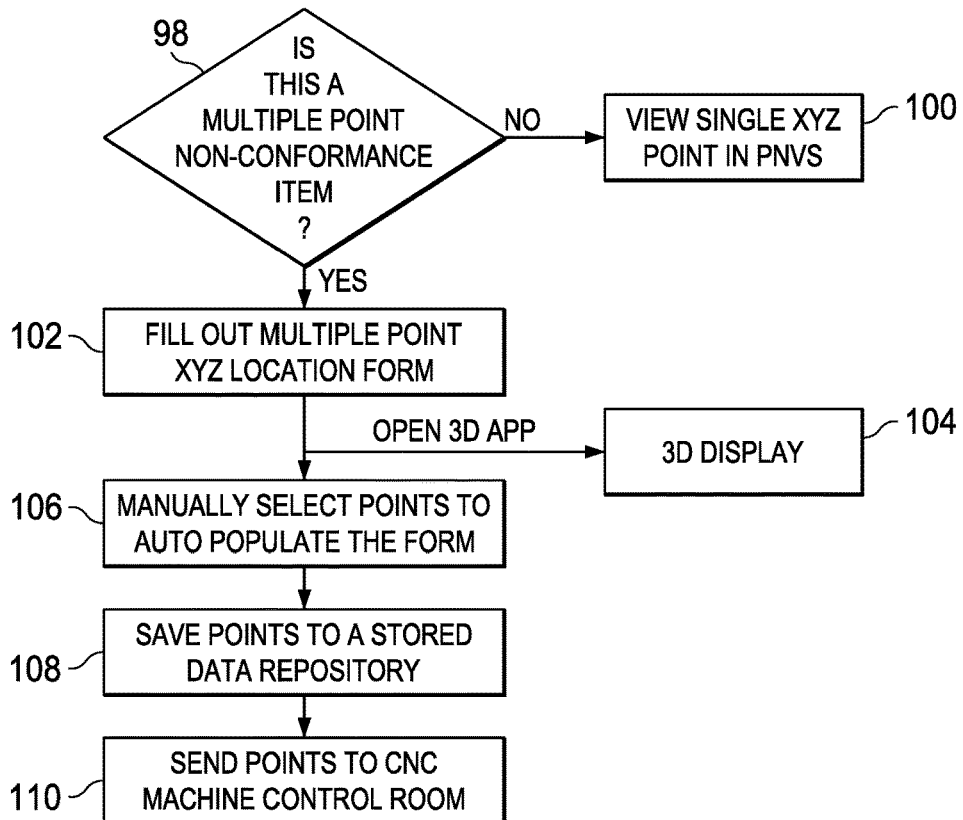 98
IS
THIS A
MULTIPLE POINT
NON-CONFORMANCE
ITEM
?
NO
VIEW SINGLE XYZ
POINT IN PNVS
100
YES
102
FILL OUT MULTIPLE POINT
XYZ LOCATION FORM
OPEN 3D APP
3D DISPLAY
104
106
MANUALLY SELECT POINTS TO
AUTO POPULATE THE FORM
108
SAVE POINTS TO A STORED
DATA REPOSITORY
110
SEND POINTS TO CNC
MACHINE CONTROL ROOM